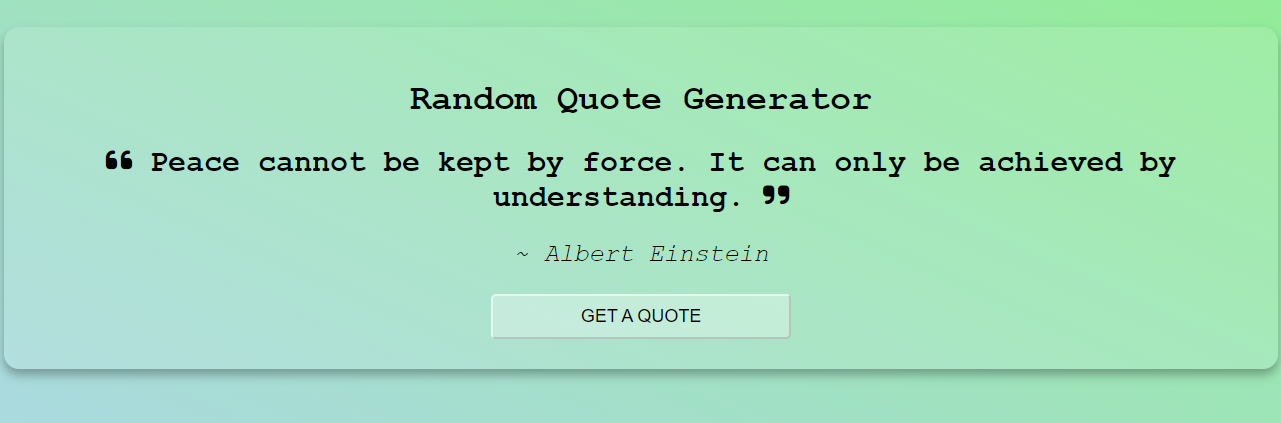 Random Quote Generator
❝ Peace cannot be kept by force. It can only be achieved by
understanding. ❞
~ Albert Einstein
GET A QUOTE